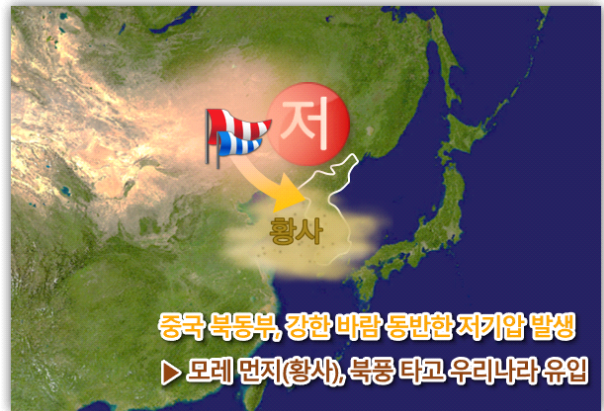 저
황사
중국 북동부, 강한 바람 동반한 저기압 발생
▶ 모레 먼지(황사), 북풍 타고 우리나라 유입